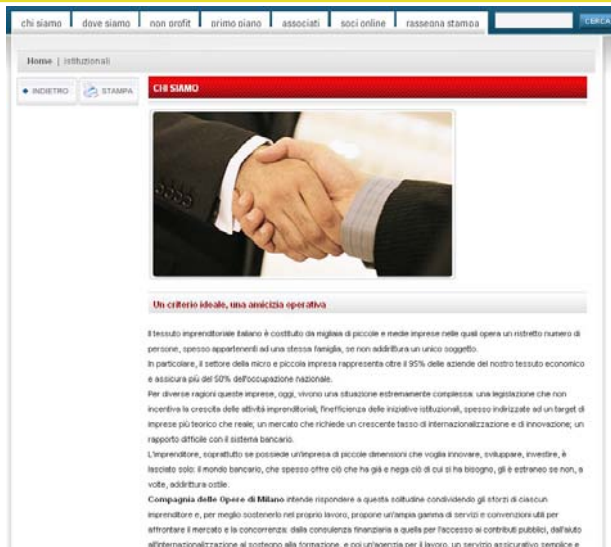 chi siamo dove siamo non profit primo piano associati soci online rassegna stampa CERCA
Home | Istituzionali
INDIETRO STAMPA CHI SIAMO
Un criterio ideale, una amicizia operativa
Il tessuto imprenditoriale italiano è costituito da migliaia di piccole e medie imprese nelle quali opera un ristretto numero di
persone, spesso appartenenti ad una stessa famiglia, se non addirittura un unico soggetto.
In particolare, il settore della micro e piccola impresa rappresenta oltre il 95% delle aziende del nostro tessuto economico
e assicura più del 50% dell'occupazione nazionale.
Per diverse ragioni queste imprese, oggi, vivono una situazione estremamente complessa: una legislazione che non
incentiva la crescita delle attività imprenditoriali, l'inefficienza delle iniziative istituzionali, spesso indirizzate ad un target di
imprese più teorico che reale; un mercato che richiede un crescente tasso di internazionalizzazione e di innovazione; un
rapporto difficile con il sistema bancario.
L'imprenditore, soprattutto se possiede un'impresa di piccole dimensioni che voglia innovare, sviluppare, investire, è
lasciato solo: il mondo bancario, che spesso offre ciò che ha già e nega ciò di cui si ha bisogno, gli è estraneo se non, a
volte, addirittura ostile.
Compagnia delle Opere di Milano intende rispondere a questa solitudine condividendo gli sforzi di ciascun
imprenditore e, per meglio sostenerlo nel proprio lavoro, propone un'ampia gamma di servizi e convenzioni utili per
affrontare il mercato e la concorrenza: dalla consulenza finanziaria a quella per l'accesso ai contributi pubblici, dall'aiuto
all'internazionalizzazione al sostegno alla formazione, e poi un'agenzia per il lavoro, un servizio assicurativo semplice e